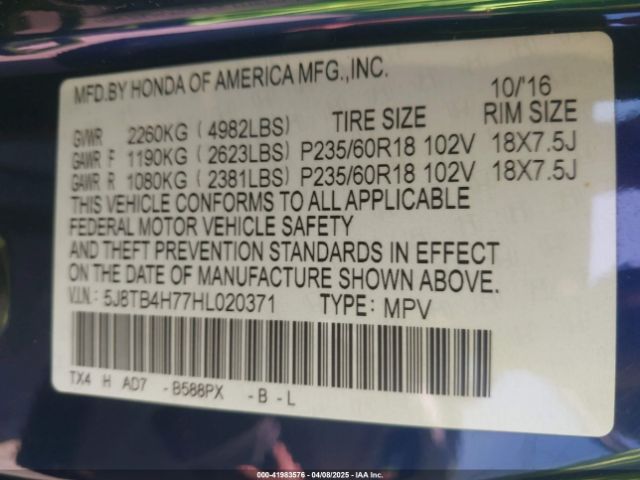 MFD.BY HONDA OF AMERICA MFG.,INC. 10/'16
GVWR 2260KG (4982LBS) TIRE SIZE RIM SIZE
GAWR F 1190KG (2623LBS) P235/60R18 102V 18X7.5J
GAWR R 1080KG (2381LBS) P235/60R18 102V 18X7.5J
THIS VEHICLE CONFORMS TO ALL APPLICABLE
FEDERAL MOTOR VEHICLE SAFETY
AND THEFT PREVENTION STANDARDS IN EFFECT
ON THE DATE OF MANUFACTURE SHOWN ABOVE.
V.I.N.: 5J8TB4H77HL020371 TYPE: MPV
TX4 H AD7 -B588PX -B -L
000-41983576 | 04/08/2025 - IAA Inc.